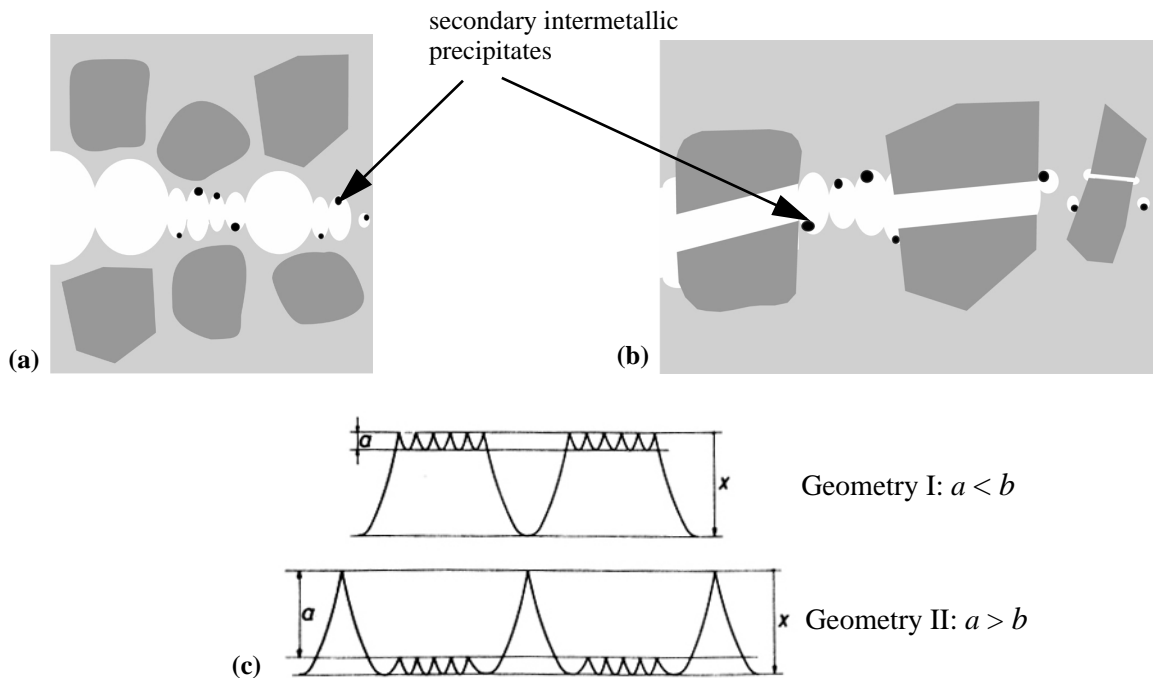 secondary intermetallic
precipitates
(a)
(b)
a
x
Geometry I: a < b
a
x
Geometry II: a > b
(c)